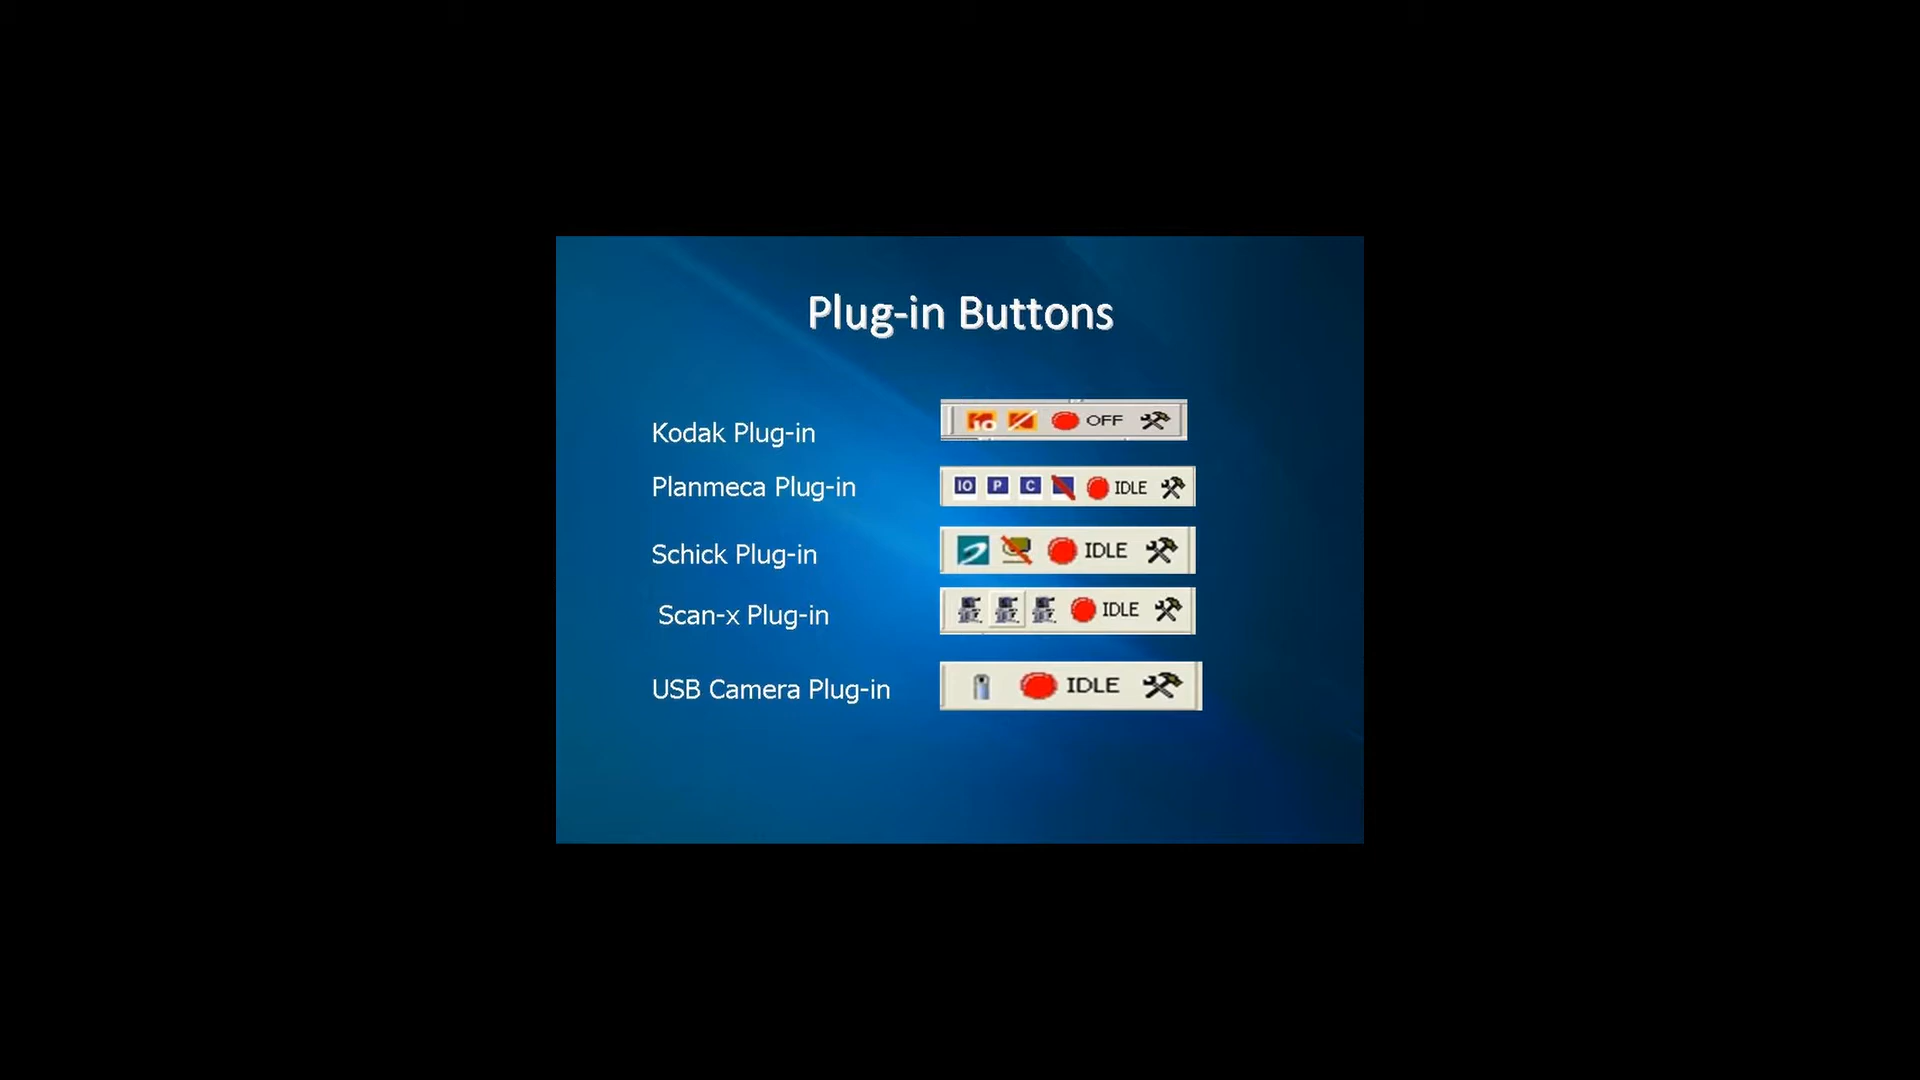 Plug-in Buttons
Kodak Plug-in
IO OFF
Planmeca Plug-in
IO P C IDLE
Schick Plug-in
IDLE
Scan-x Plug-in
IDLE
USB Camera Plug-in
IDLE